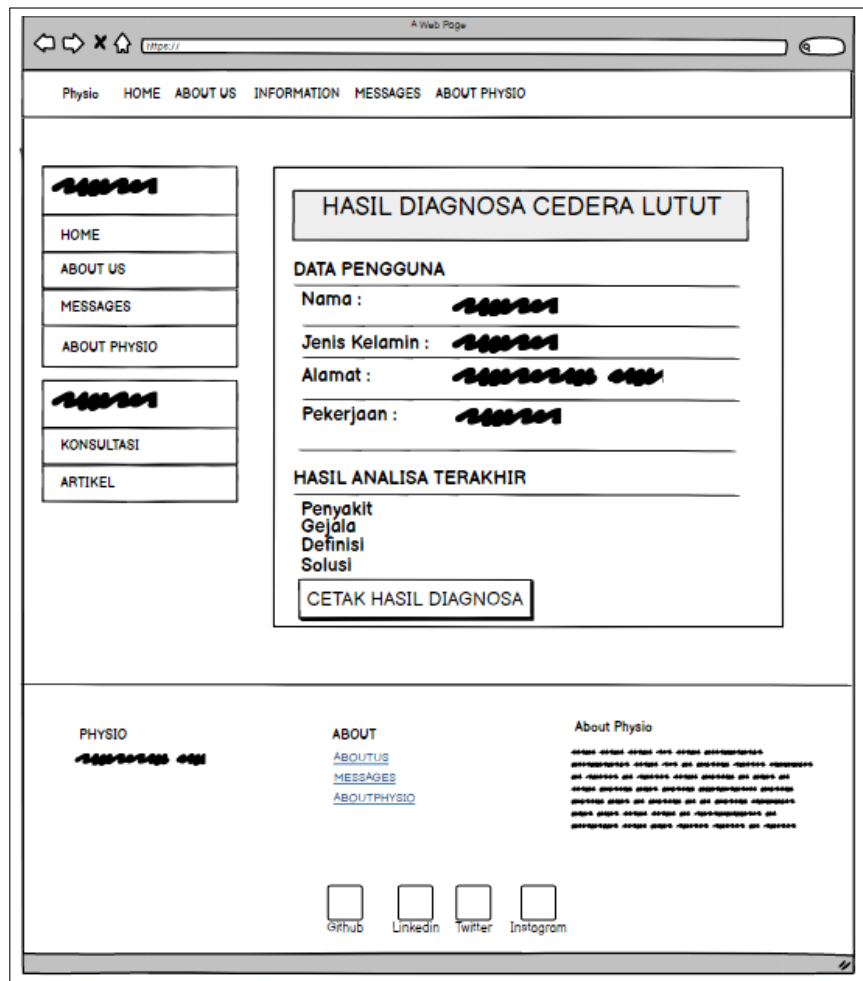 A Web Page
https://
Physio HOME ABOUT US INFORMATION MESSAGES ABOUT PHYSIO
HOME
ABOUT US
MESSAGES
ABOUT PHYSIO
KONSULTASI
ARTIKEL
HASIL DIAGNOSA CEDERA LUTUT
DATA PENGGUNA
Nama :
Jenis Kelamin :
Alamat :
Pekerjaan :
HASIL ANALISA TERAKHIR
Penyakit
Gejala
Definisi
Solusi
CETAK HASIL DIAGNOSA
PHYSIO
ABOUT
ABOUTUS
MESSAGES
ABOUTPHYSIO
About Physio
Github Linkedin Twitter Instagram